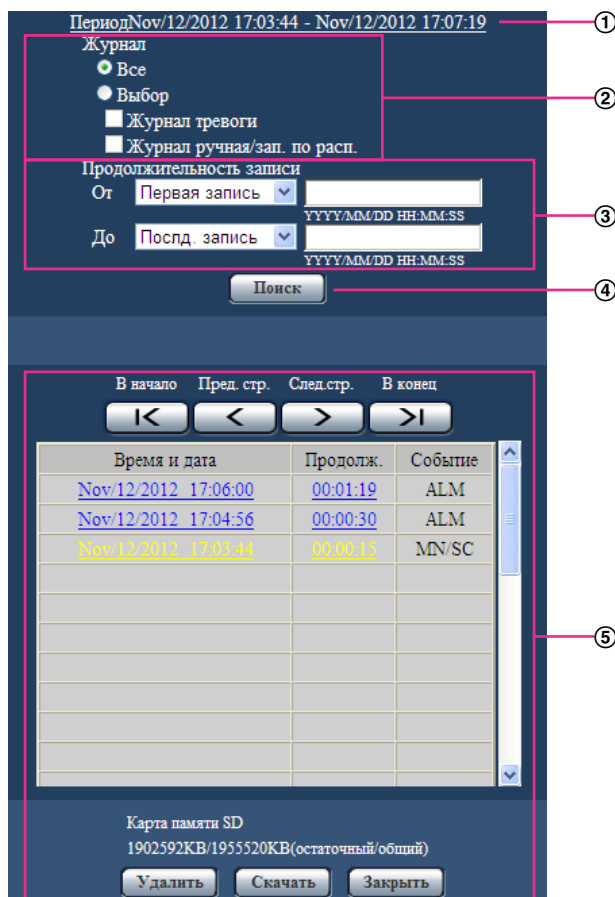 ПериодNov/12/2012 17:03:44 - Nov/12/2012 17:07:19
①
Журнал
Все
Выбор
②
Журнал тревоги
Журнал ручная/зап. по расп.
Продолжительность записи
От Первая запись
YYYY/MM/DD HH:MM:SS
③
До Послд. запись
YYYY/MM/DD HH:MM:SS
Поиск
④
В начало Пред. стр. След.стр. В конец
Время и дата Продолж. Событие
Nov/12/2012 17:06:00 00:01:19 ALM
Nov/12/2012 17:04:56 00:00:30 ALM
Nov/12/2012 17:03:44 00:00:15 MN/SC
⑤
Карта памяти SD
1902592KB/1955520KB(остаточный/общий)
Удалить Скачать Закрыть